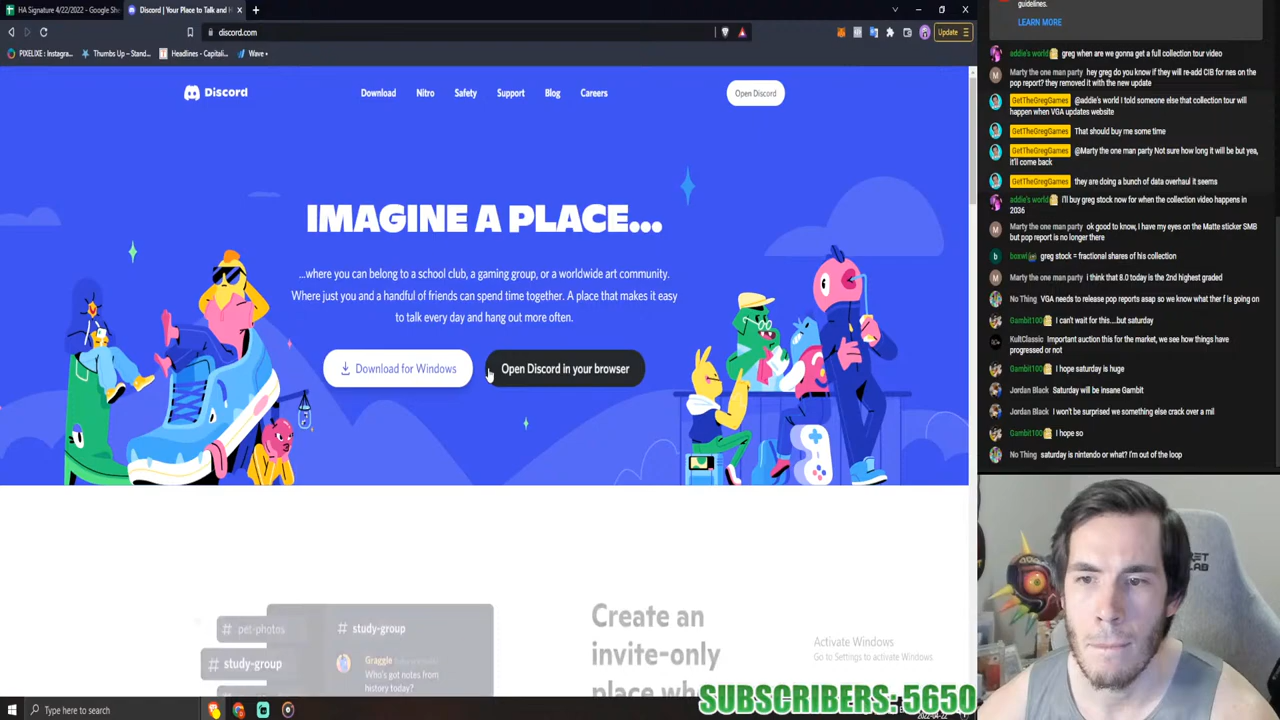 HA Signature 4/22/2022 - Google She
Discord | Your Place to Talk and H
discord.com
Update
PIXELIXE : Instagra...
Thumbs Up – Stand...
Headlines - Capitali...
Wave •
Discord
Download
Nitro
Safety
Support
Blog
Careers
Open Discord
IMAGINE A PLACE...
...where you can belong to a school club, a gaming group, or a worldwide art community.
Where just you and a handful of friends can spend time together. A place that makes it easy
to talk every day and hang out more often.
Download for Windows
Open Discord in your browser
# pet-photos
# study-group
# study-group
Graggle
Who's got notes from
history today?
Create an
invite-only
place whe
Activate Windows
Go to Settings to activate Windows
Type here to search
SUBSCRIBERS: 5650
2022-04-22
guidelines.
LEARN MORE
addie's world greg when are we gonna get a full collection tour video
Marty the one man party hey greg do you know if they will re-add CIB for nes on the
pop report? they removed it with the new update
GetTheGregGames @addie's world I told someone else that collection tour will
happen when VGA updates website
GetTheGregGames That should buy me some time
GetTheGregGames @Marty the one man party Not sure how long it will be but yea,
it'll come back
GetTheGregGames they are doing a bunch of data overhaul it seems
addie's world I'll buy greg stock now for when the collection video happens in
2036
Marty the one man party ok good to know, I have my eyes on the Matte sticker SMB
but pop report is no longer there
boxwl greg stock = fractional shares of his collection
Marty the one man party i think that 8.0 today is the 2nd highest graded
No Thing VGA needs to release pop reports asap so we know what ther f is going on
Gambit100 I can't wait for this....but saturday
KultClassic Important auction this for the market, we see how things have
progressed or not
Gambit100 I hope saturday is huge
Jordan Black Saturday will be insane Gambit
Jordan Black I won't be surprised we something else crack over a mil
Gambit100 I hope so
No Thing saturday is nintendo or what? I'm out of the loop